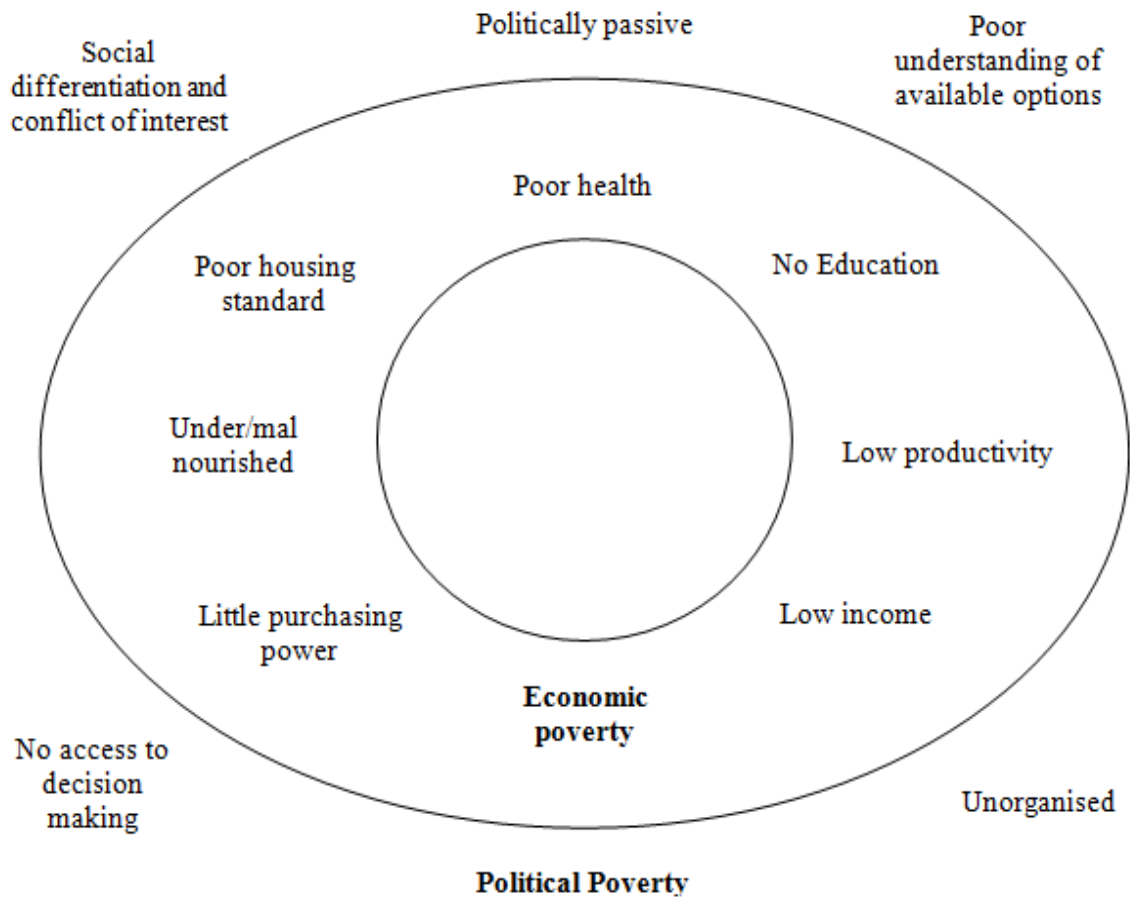 Politically passive
Social
differentiation and
conflict of interest
Poor
understanding of
available options
Poor health
Poor housing
standard
No Education
Under/mal
nourished
Low productivity
Little purchasing
power
Low income
Economic
poverty
No access to
decision
making
Unorganised
Political Poverty